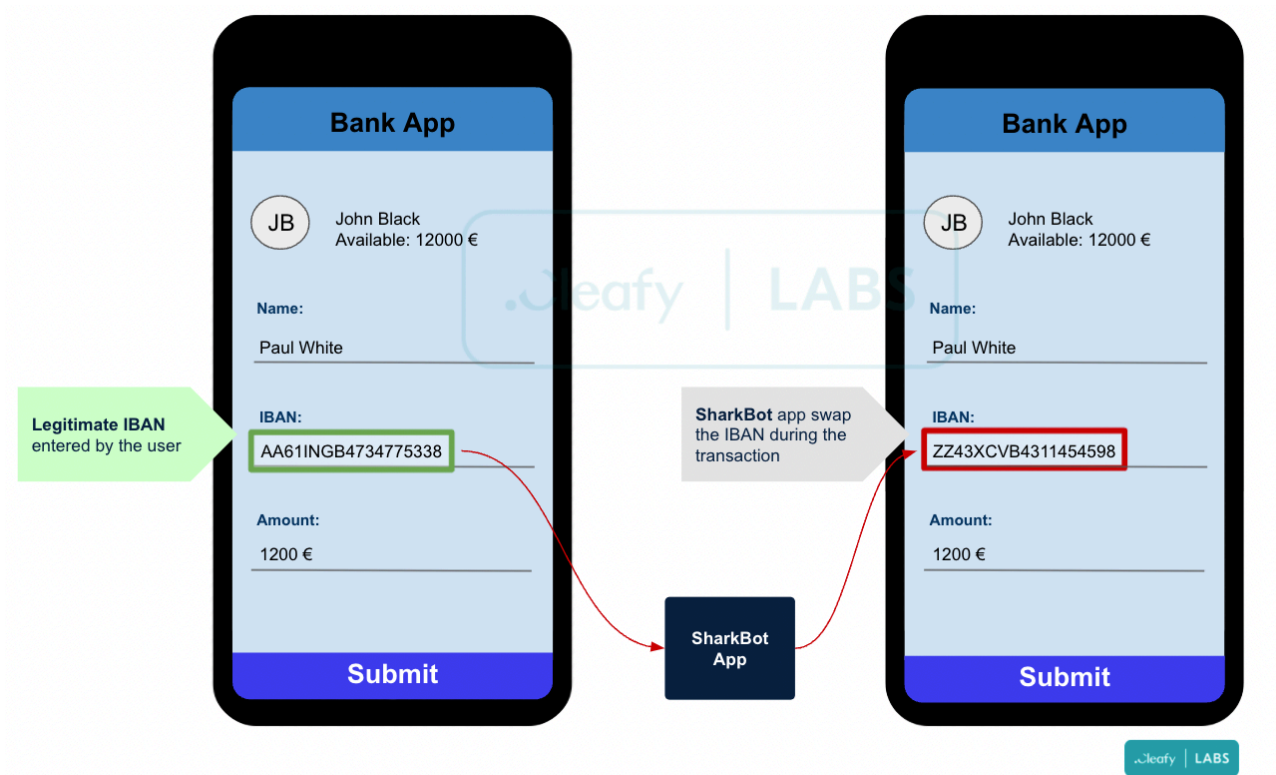 Bank App
JB
John Black
Available: 12000 €
Name:
Paul White
Legitimate IBAN
entered by the user
IBAN:
AA61INGB4734775338
Amount:
1200 €
Submit
SharkBot
App
Bank App
JB
John Black
Available: 12000 €
Name:
Paul White
SharkBot app swap
the IBAN during the
transaction
IBAN:
ZZ43XCVB4311454598
Amount:
1200 €
Submit
.Cleafy | LABS
.Cleafy | LABS